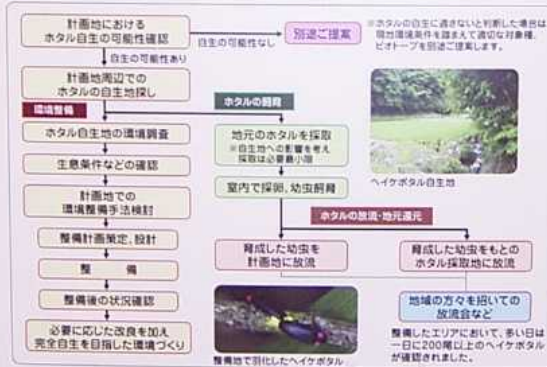 計画地における
ホタル自生の可能性確認
自生の可能性なし
別途ご提案
※ホタルの自生に適さないと判断した場合は
現地環境条件を踏まえて適切な対象種、
ビオトープを別途ご提案します。
自生の可能性あり
計画地周辺での
ホタルの自生地探し
環境整備
ホタル自生地の環境調査
生息条件などの確認
計画地での
環境整備手法検討
整備計画策定、設計
整 備
整備後の状況確認
必要に応じた改良を加え
完全自生を目指した環境づくり
ホタルの飼育
地元のホタルを採取
※自生地への影響を考え
採取は必要最小限
室内で採卵、幼虫飼育
ヘイケボタル自生地
ホタルの放流・地元還元
育成した幼虫を
計画地に放流
育成した幼虫をもとの
ホタル採取地に放流
地域の方々を招いての
放流会など
整備地で羽化したヘイケボタル
整備したエリアにおいて、多い日は
一日に200尾以上のヘイケボタル
が確認されました。